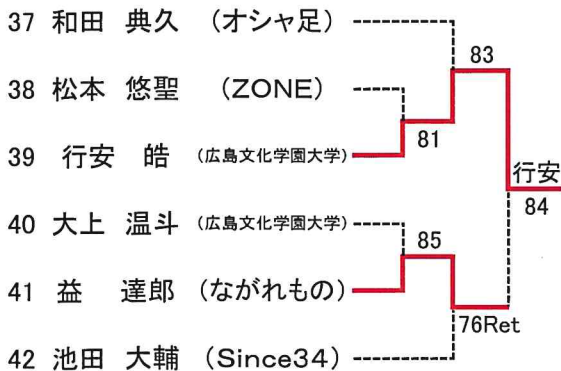 37 和田 典久 (オシャ足)
83
38 松本 悠聖 (ZONE)
81
39 行安 皓 (広島文化学園大学)
行安
84
40 大上 温斗 (広島文化学園大学)
85
41 益 達郎 (ながれもの)
76Ret
42 池田 大輔 (Since34)